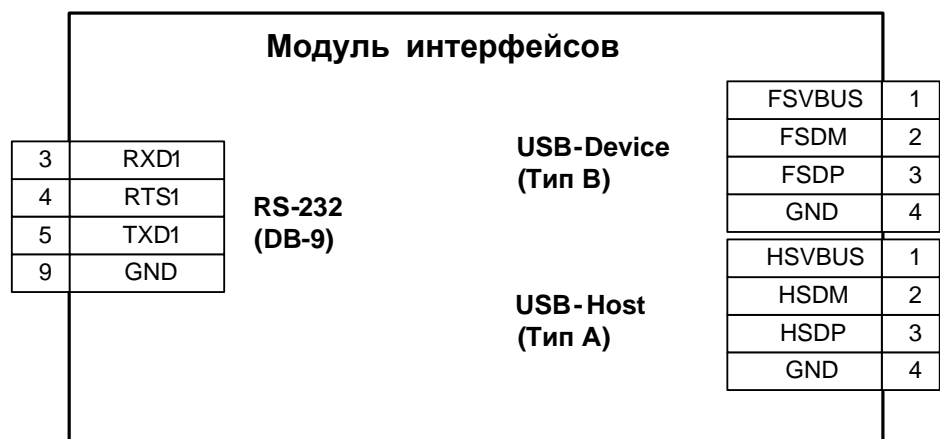 Модуль интерфейсов
3 RXD1
4 RTS1
5 TXD1
9 GND
RS-232
(DB-9)
USB-Device
(Тип B)
FSVBUS 1
FSDM 2
FSDP 3
GND 4
USB-Host
(Тип A)
HSVBUS 1
HSDM 2
HSDP 3
GND 4